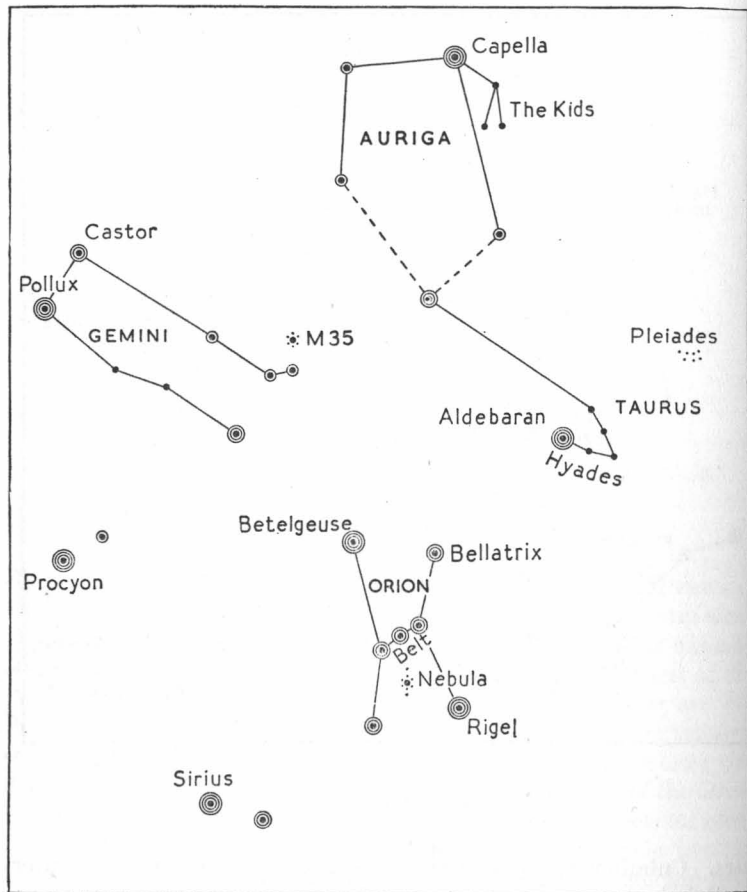 Capella
The Kids
AURIGA
Castor
Pollux
GEMINI
M35
Pleiades
TAURUS
Aldebaran
Hyades
Betelgeuse
Bellatrix
ORION
Procyon
Belt
Nebula
Rigel
Sirius